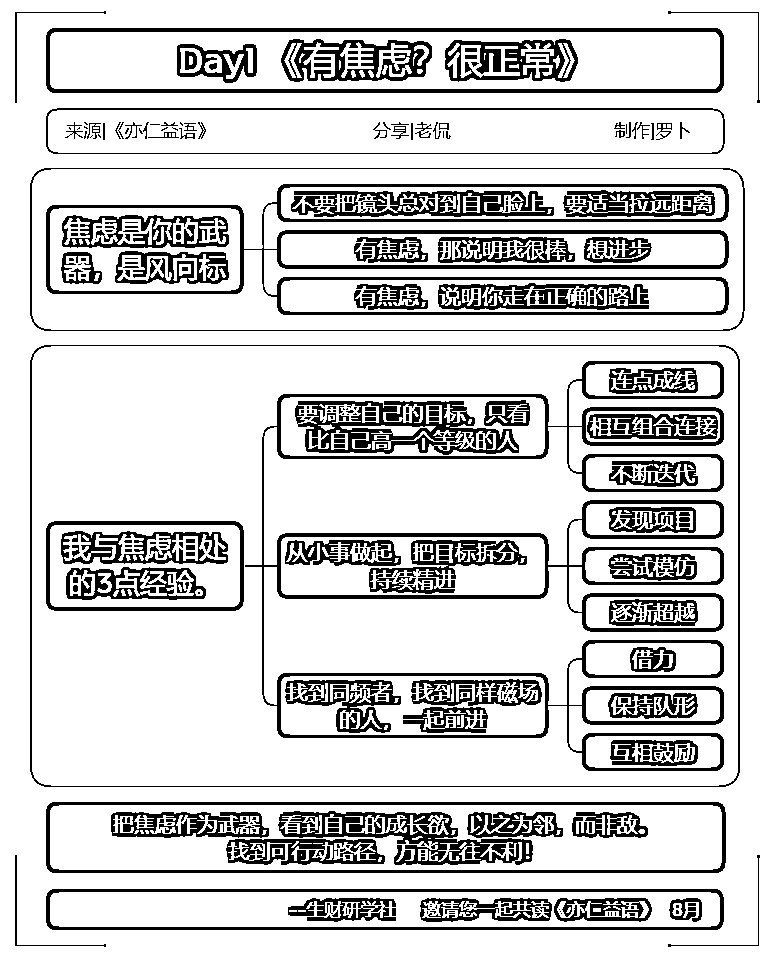 Day1 《有焦虑？很正常》
来源|《亦仁益语》
分享|老侃
制作|罗卜
焦虑是你的武
器，是风向标
不要把镜头总对到自己脸上，要适当拉远距离
有焦虑，那说明我很棒，想进步
有焦虑，说明你走在正确的路上
我与焦虑相处
的3点经验。
要调整自己的目标，只看
比自己高一个等级的人
连点成线
相互组合连接
不断迭代
从小事做起，把目标拆分，
持续精进
发现项目
尝试模仿
逐渐超越
找到同频者，找到同样磁场
的人，一起前进
借力
保持队形
互相鼓励
把焦虑作为武器，看到自己的成长欲，以之为邻，而非敌。
找到可行动路径，方能无往不利！
—生财研学社 邀请您一起共读《亦仁益语》 8月